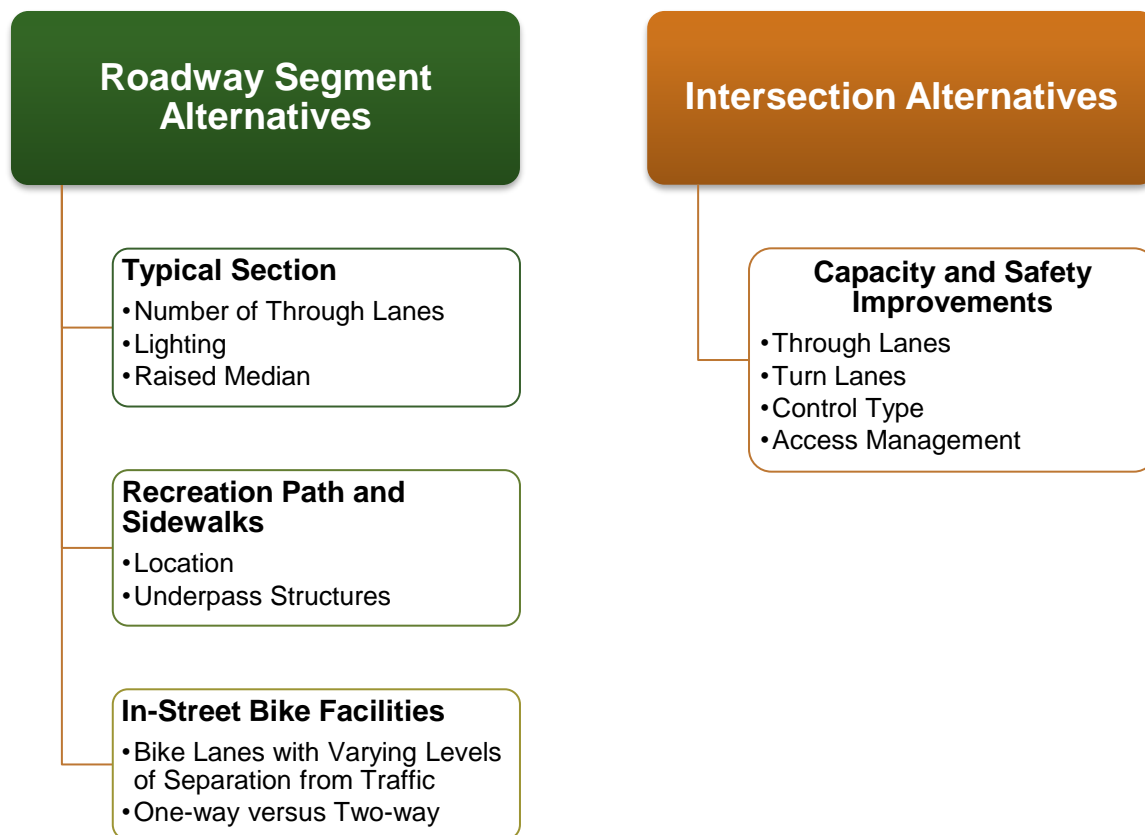 Roadway Segment
Alternatives
Typical Section
•Number of Through Lanes
•Lighting
•Raised Median
Recreation Path and
Sidewalks
•Location
•Underpass Structures
In-Street Bike Facilities
•Bike Lanes with Varying Levels
of Separation from Traffic
•One-way versus Two-way
Intersection Alternatives
Capacity and Safety
Improvements
•Through Lanes
•Turn Lanes
•Control Type
•Access Management